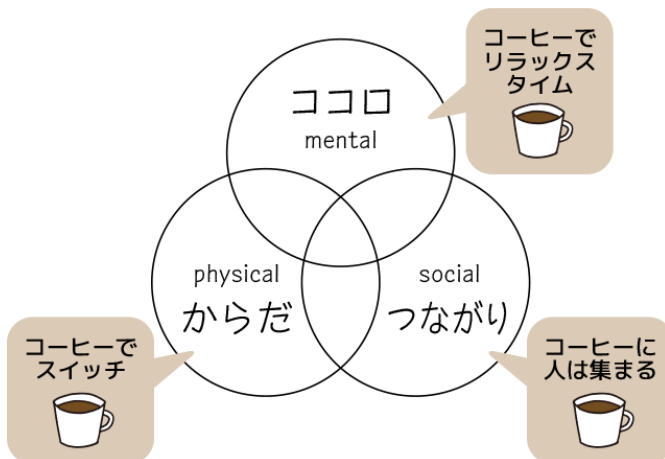 コーヒーで
リラックス
タイム
ココロ
mental
physical
からだ
social
つながり
コーヒーで
スイッチ
コーヒーに
人は集まる